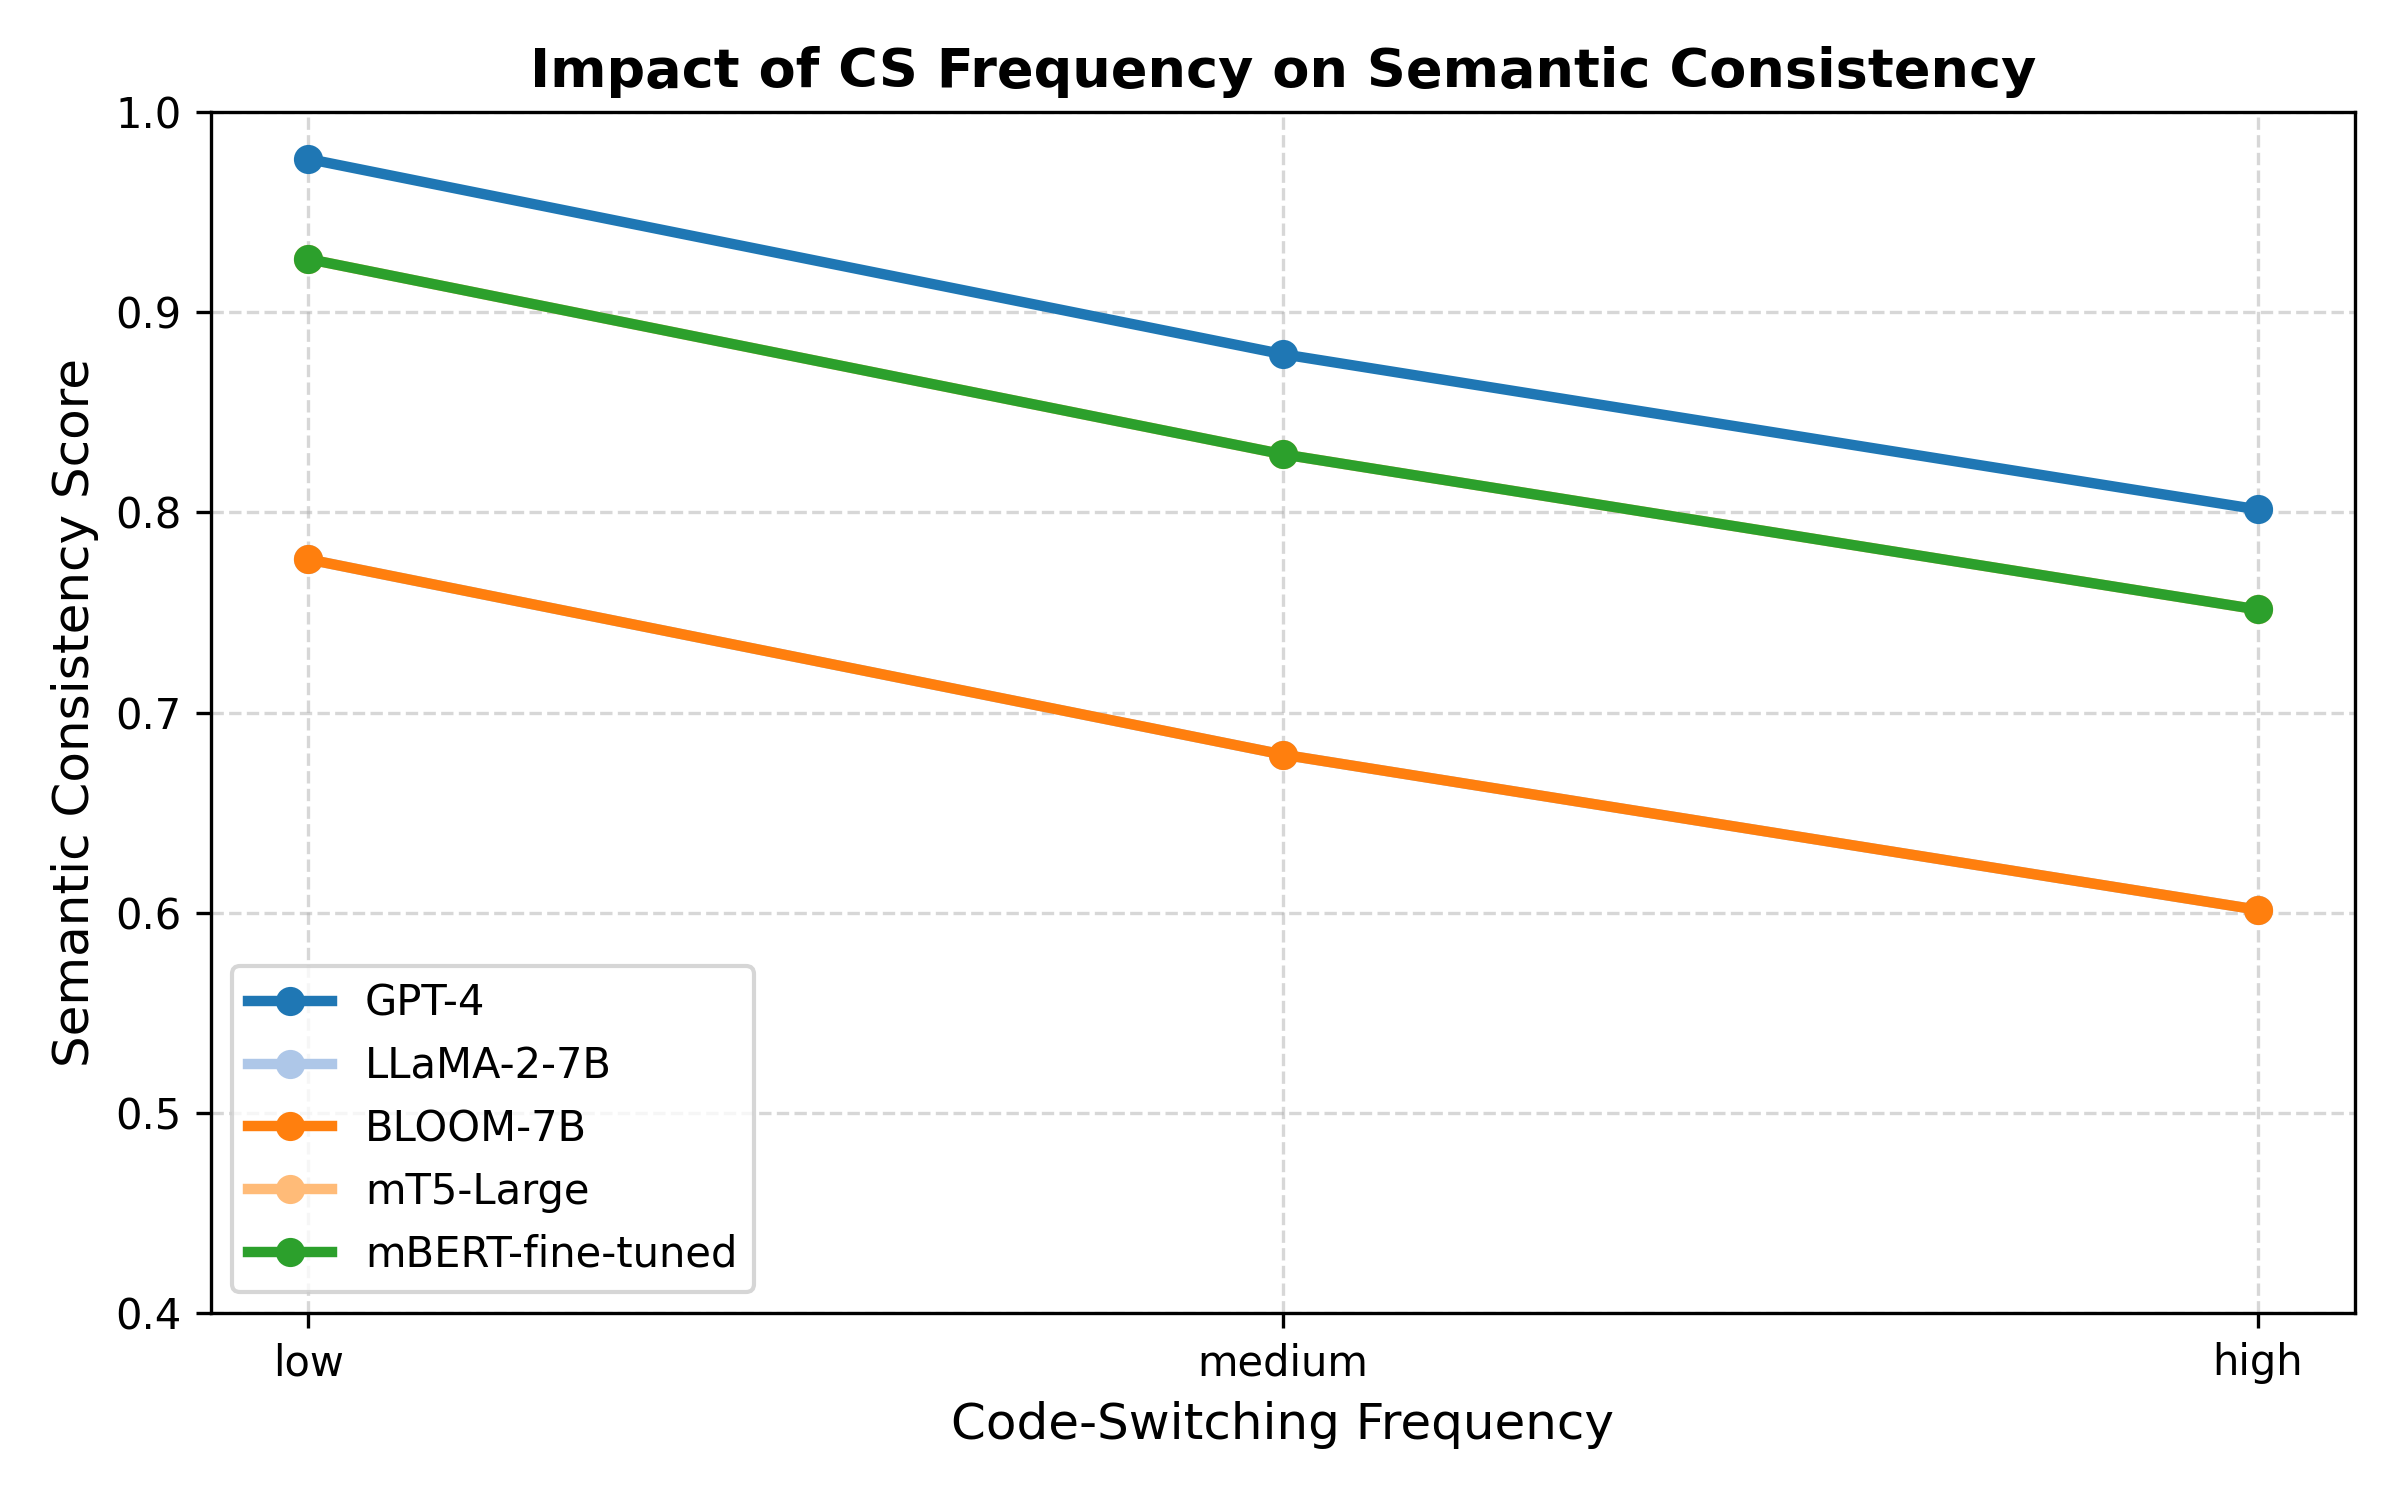 Impact of CS Frequency on Semantic Consistency
Semantic Consistency Score
1.0
0.9
0.8
0.7
0.6
0.5
0.4
GPT-4
LLaMA-2-7B
BLOOM-7B
mT5-Large
mBERT-fine-tuned
low medium high
Code-Switching Frequency